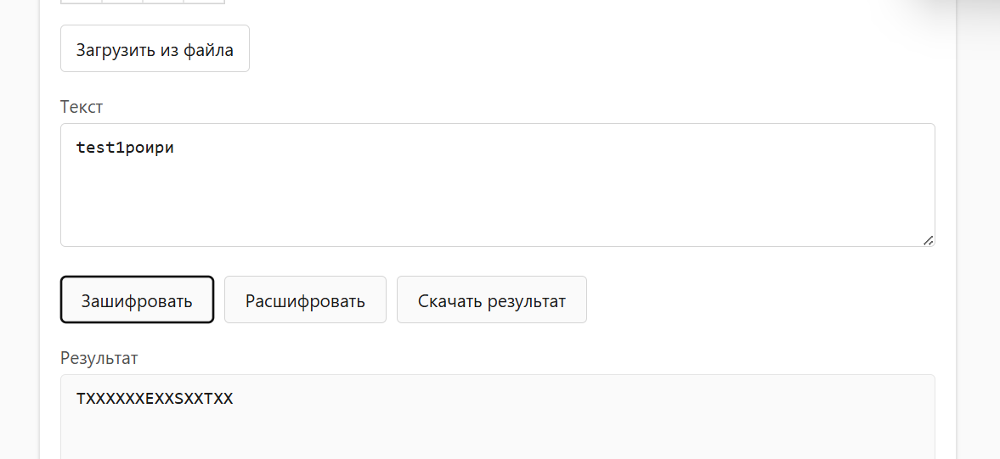 Загрузить из файла
Текст
test1роири
Зашифровать Расшифровать Скачать результат
Результат
TXXXXXXEXXSXXTXX